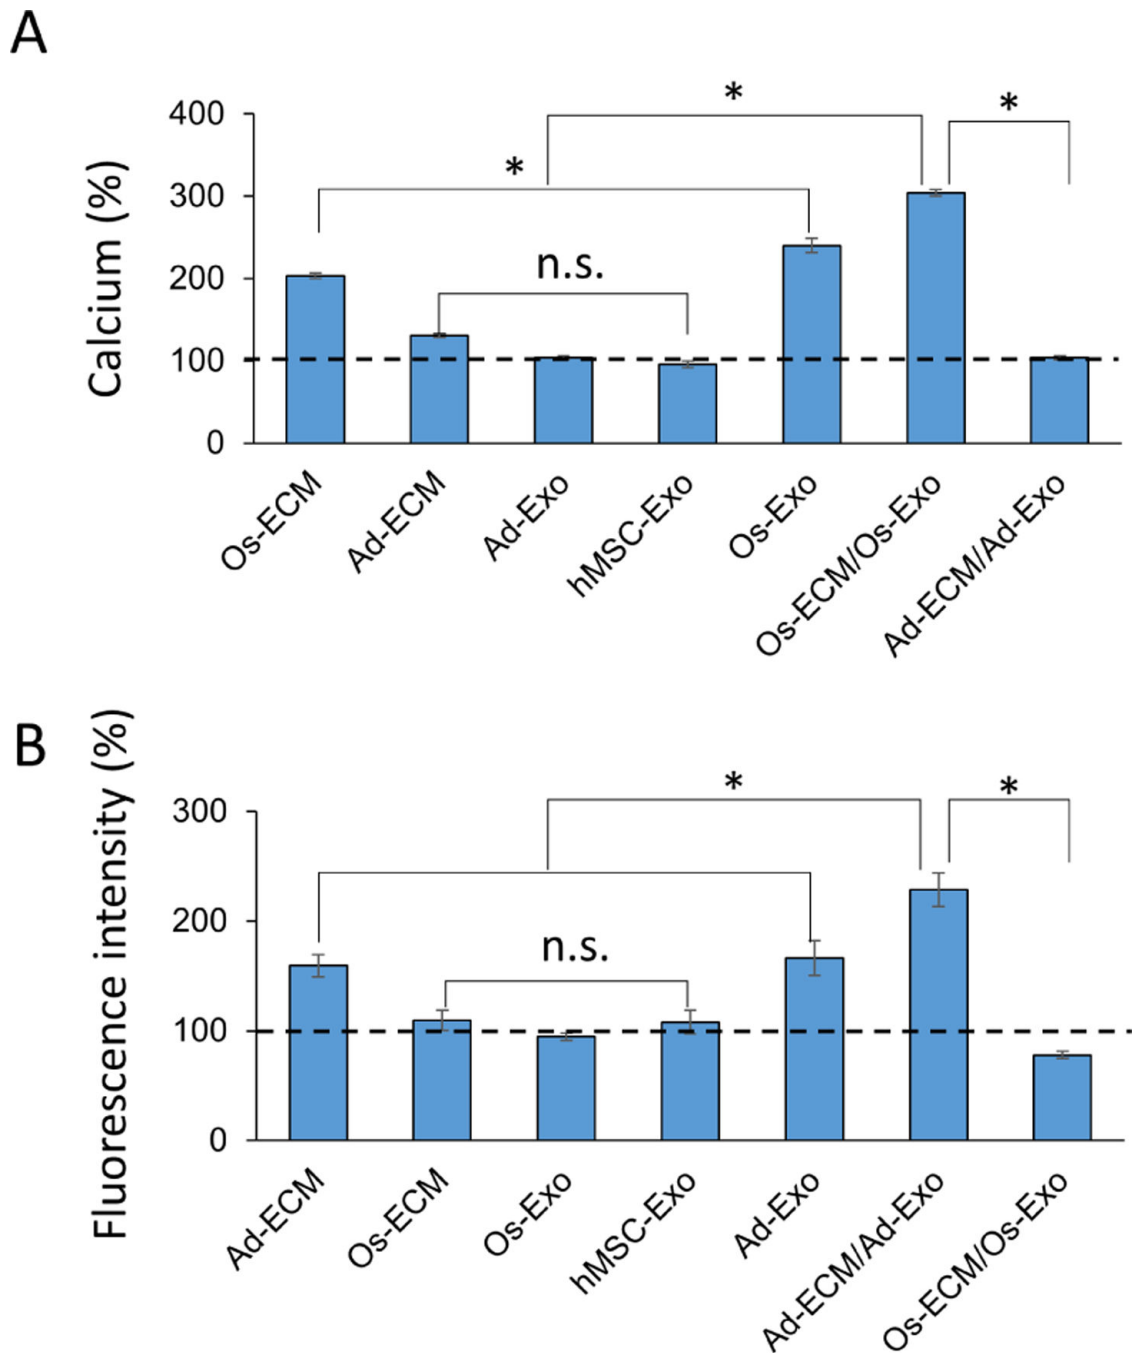 A
Calcium (%)
400
300
200
100
0
*
*
*
n.s.
Os-ECM
Ad-ECM
Ad-Exo
hMSC-Exo
Os-Exo
Os-ECM/Os-Exo
Ad-ECM/Ad-Exo
B
Fluorescence intensity (%)
300
200
100
0
*
*
n.s.
Ad-ECM
Os-ECM
Os-Exo
hMSC-Exo
Ad-Exo
Ad-ECM/Ad-Exo
Os-ECM/Os-Exo